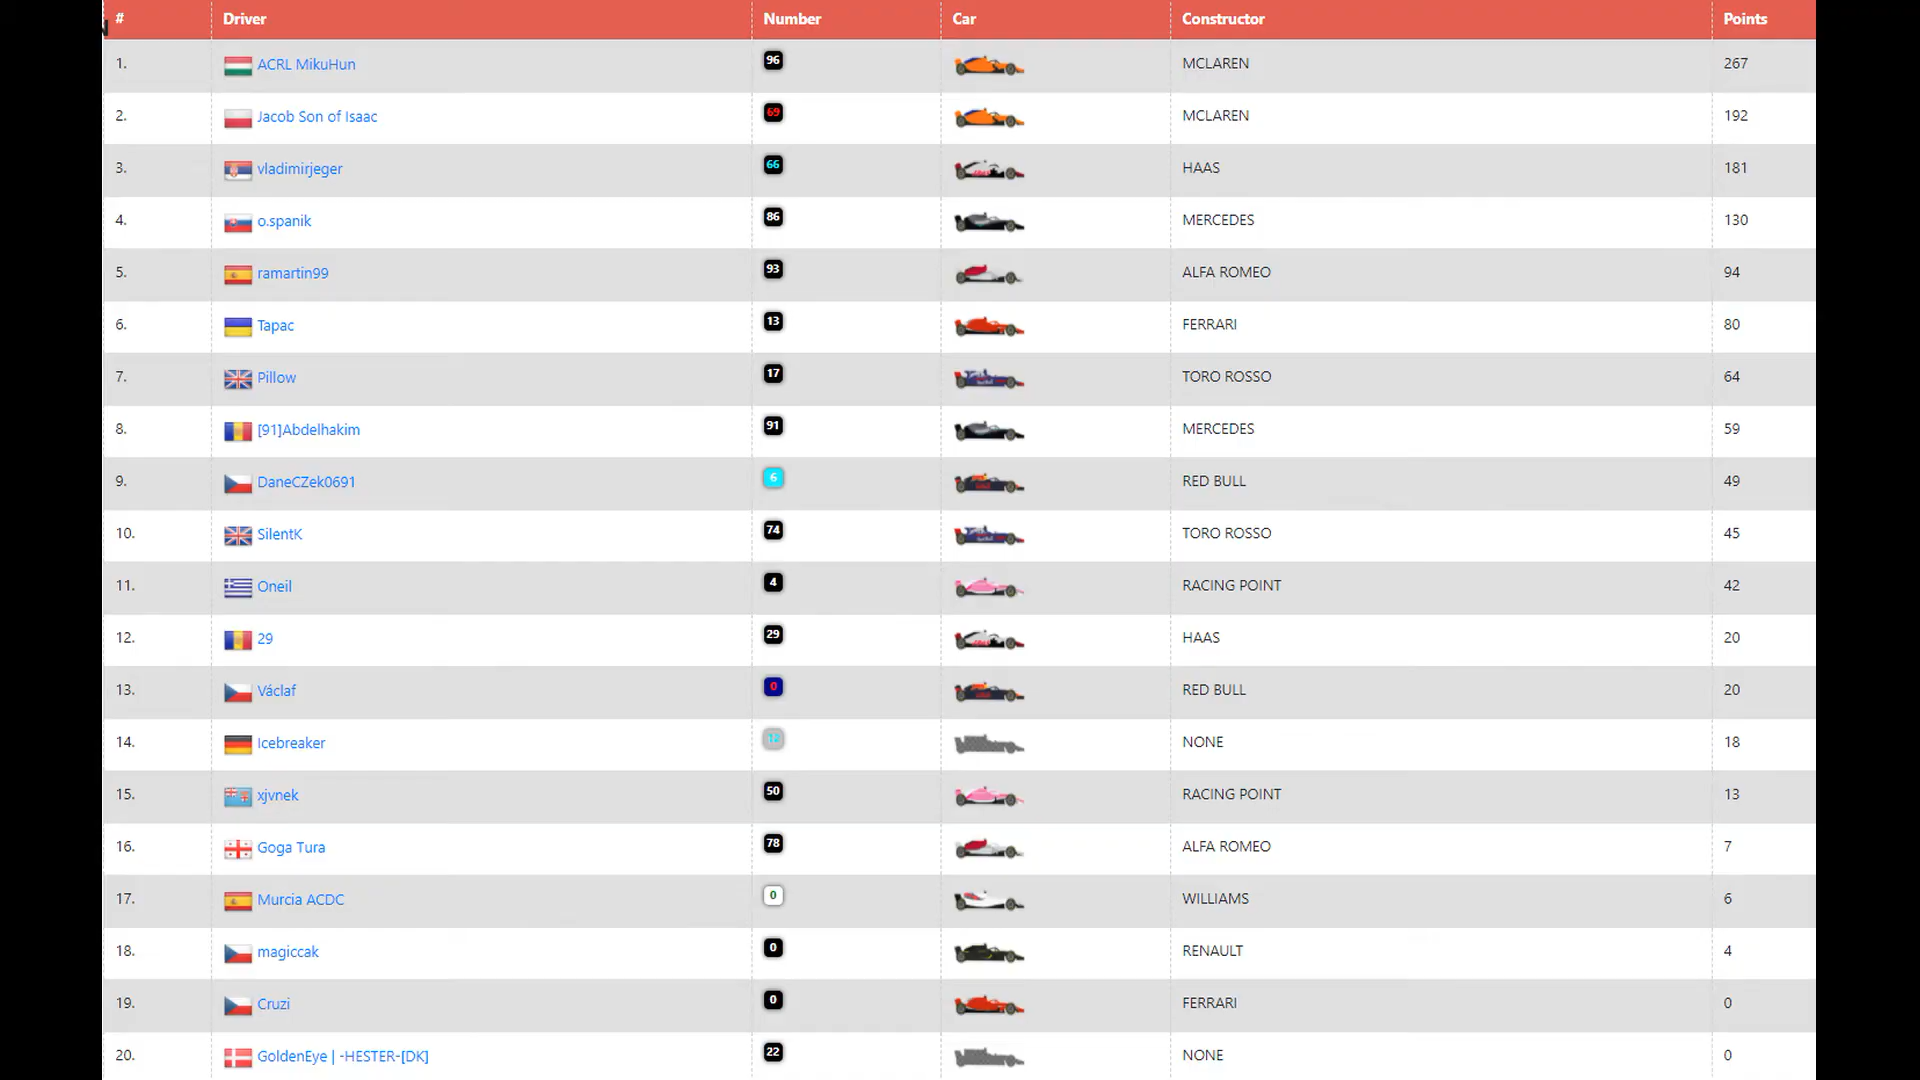 # Driver Number Car Constructor Points
1. ACRL MikuHun 96 MCLAREN 267
2. Jacob Son of Isaac 69 MCLAREN 192
3. vladimirjeger 66 HAAS 181
4. o.spanik 86 MERCEDES 130
5. ramartin99 93 ALFA ROMEO 94
6. Tapac 13 FERRARI 80
7. Pillow 17 TORO ROSSO 64
8. [91]Abdelhakim 91 MERCEDES 59
9. DaneCZek0691 6 RED BULL 49
10. SilentK 74 TORO ROSSO 45
11. Oneil 4 RACING POINT 42
12. 29 29 HAAS 20
13. Václaf 0 RED BULL 20
14. Icebreaker NONE 18
15. xjvnek 50 RACING POINT 13
16. Goga Tura 78 ALFA ROMEO 7
17. Murcia ACDC 0 WILLIAMS 6
18. magiccak 0 RENAULT 4
19. Cruzi 0 FERRARI 0
20. GoldenEye | -HESTER-[DK] 22 NONE 0